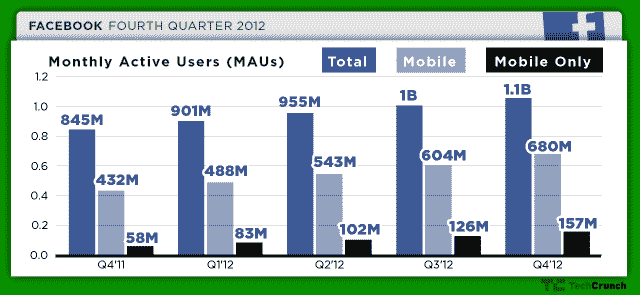 FACEBOOK FOURTH QUARTER 2012
f
Monthly Active Users (MAUs)
Total
Mobile
Mobile Only
1.2
1.0
0.8
0.6
0.4
0.2
0.0
845M
432M
58M
901M
488M
83M
955M
543M
102M
1B
604M
126M
1.1B
680M
157M
Q4'11
Q1'12
Q2'12
Q3'12
Q4'12
TechCrunch